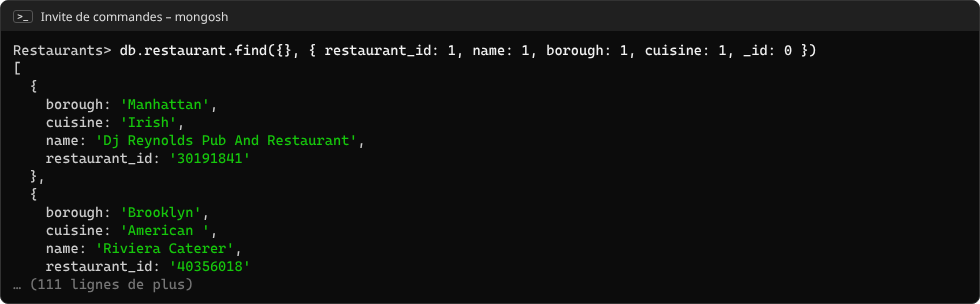 >_ Invite de commandes – mongosh
Restaurants> db.restaurant.find({}, { restaurant_id: 1, name: 1, borough: 1, cuisine: 1, _id: 0 })
[
  {
    borough: 'Manhattan',
    cuisine: 'Irish',
    name: 'Dj Reynolds Pub And Restaurant',
    restaurant_id: '30191841'
  },
  {
    borough: 'Brooklyn',
    cuisine: 'American ',
    name: 'Riviera Caterer',
    restaurant_id: '40356018'
… (111 lignes de plus)